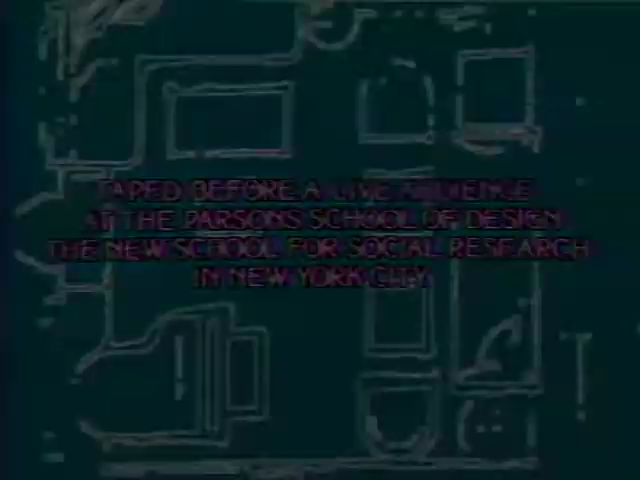 TAPED BEFORE A LIVE AUDIENCE
AT THE PARSONS SCHOOL OF DESIGN
THE NEW SCHOOL FOR SOCIAL RESEARCH
IN NEW YORK CITY